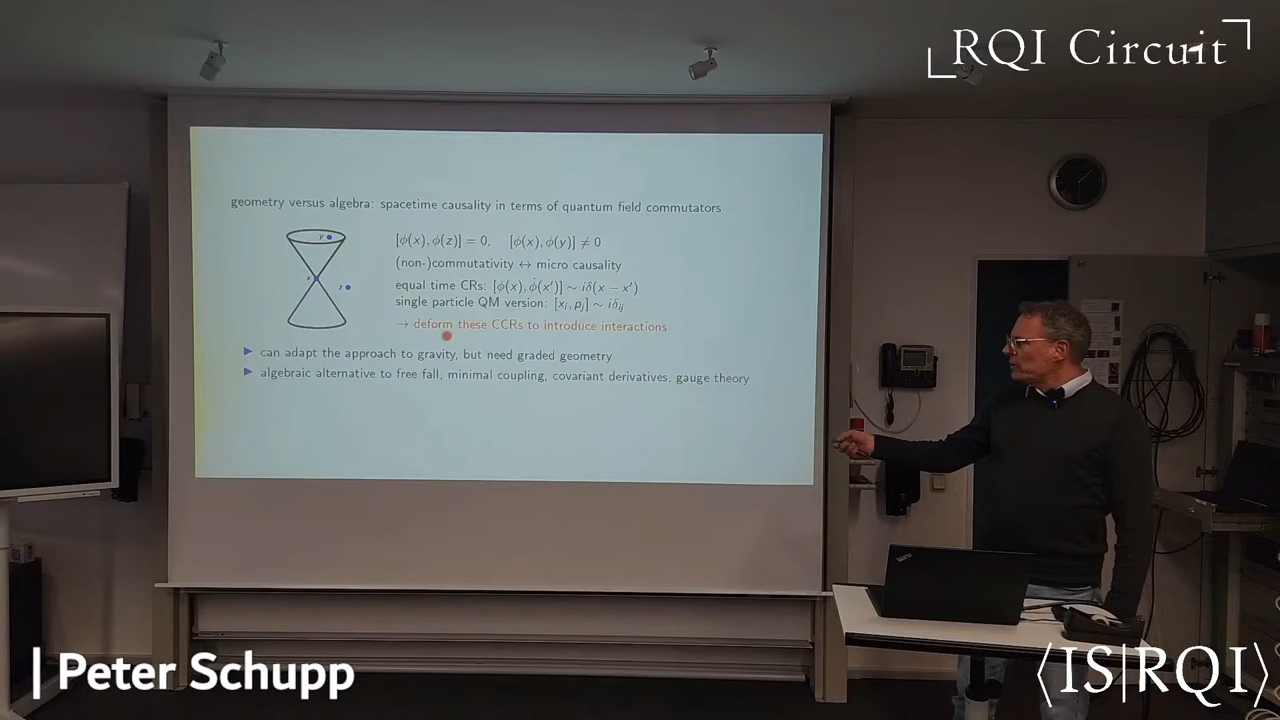 RQI Circuit
geometry versus algebra: spacetime causality in terms of quantum field commutators
y
x
z
[ϕ(x), ϕ(z)] = 0, [ϕ(x), ϕ(y)] ≠ 0
(non-)commutativity ↔ micro causality
equal time CRs: [ϕ(x), ϕ̇(x′)] ∼ iδ(x − x′)
single particle QM version: [xᵢ, pⱼ] ∼ iδᵢⱼ
→ deform these CCRs to introduce interactions
▶ can adapt the approach to gravity, but need graded geometry
▶ algebraic alternative to free fall, minimal coupling, covariant derivatives, gauge theory
| Peter Schupp
⟨IS|RQI⟩